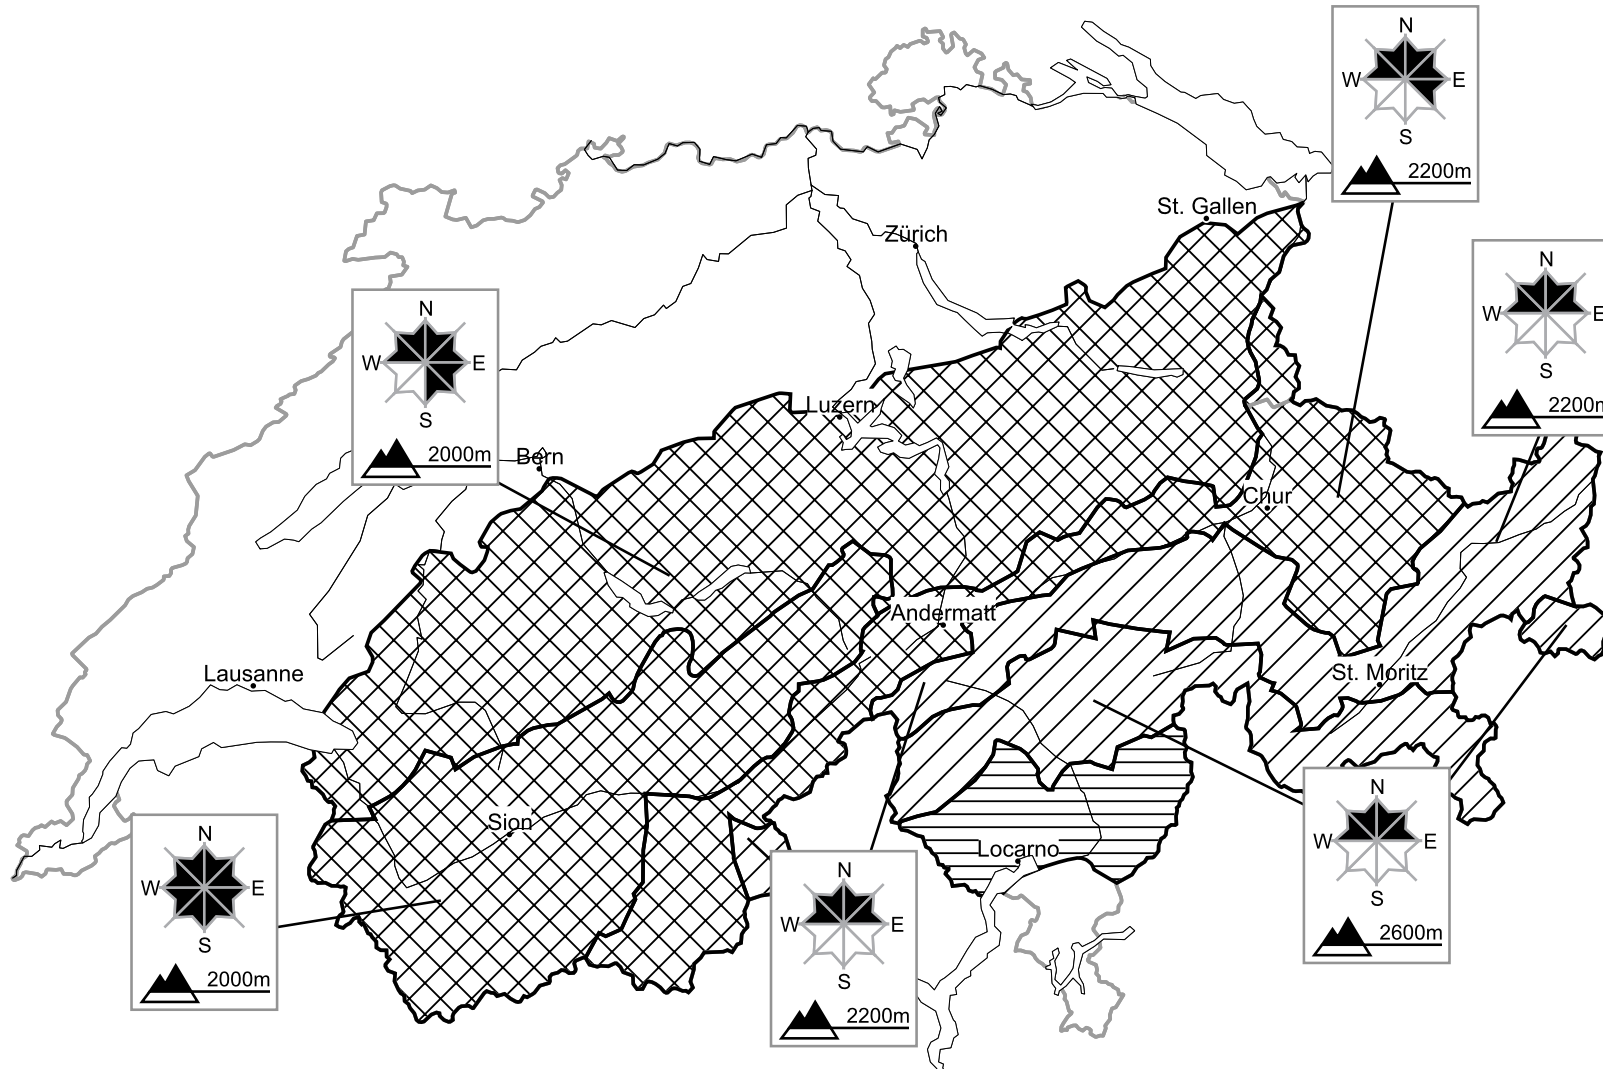 N
W E
S
2200m
St. Gallen
Zürich
N
W E
S
2200m
N
W E
S
2000m
Luzern
Bern
Chur
Andermatt
Lausanne
St. Moritz
N
W E
S
2600m
Sion
Locarno
N
W E
S
2000m
N
W E
S
2200m